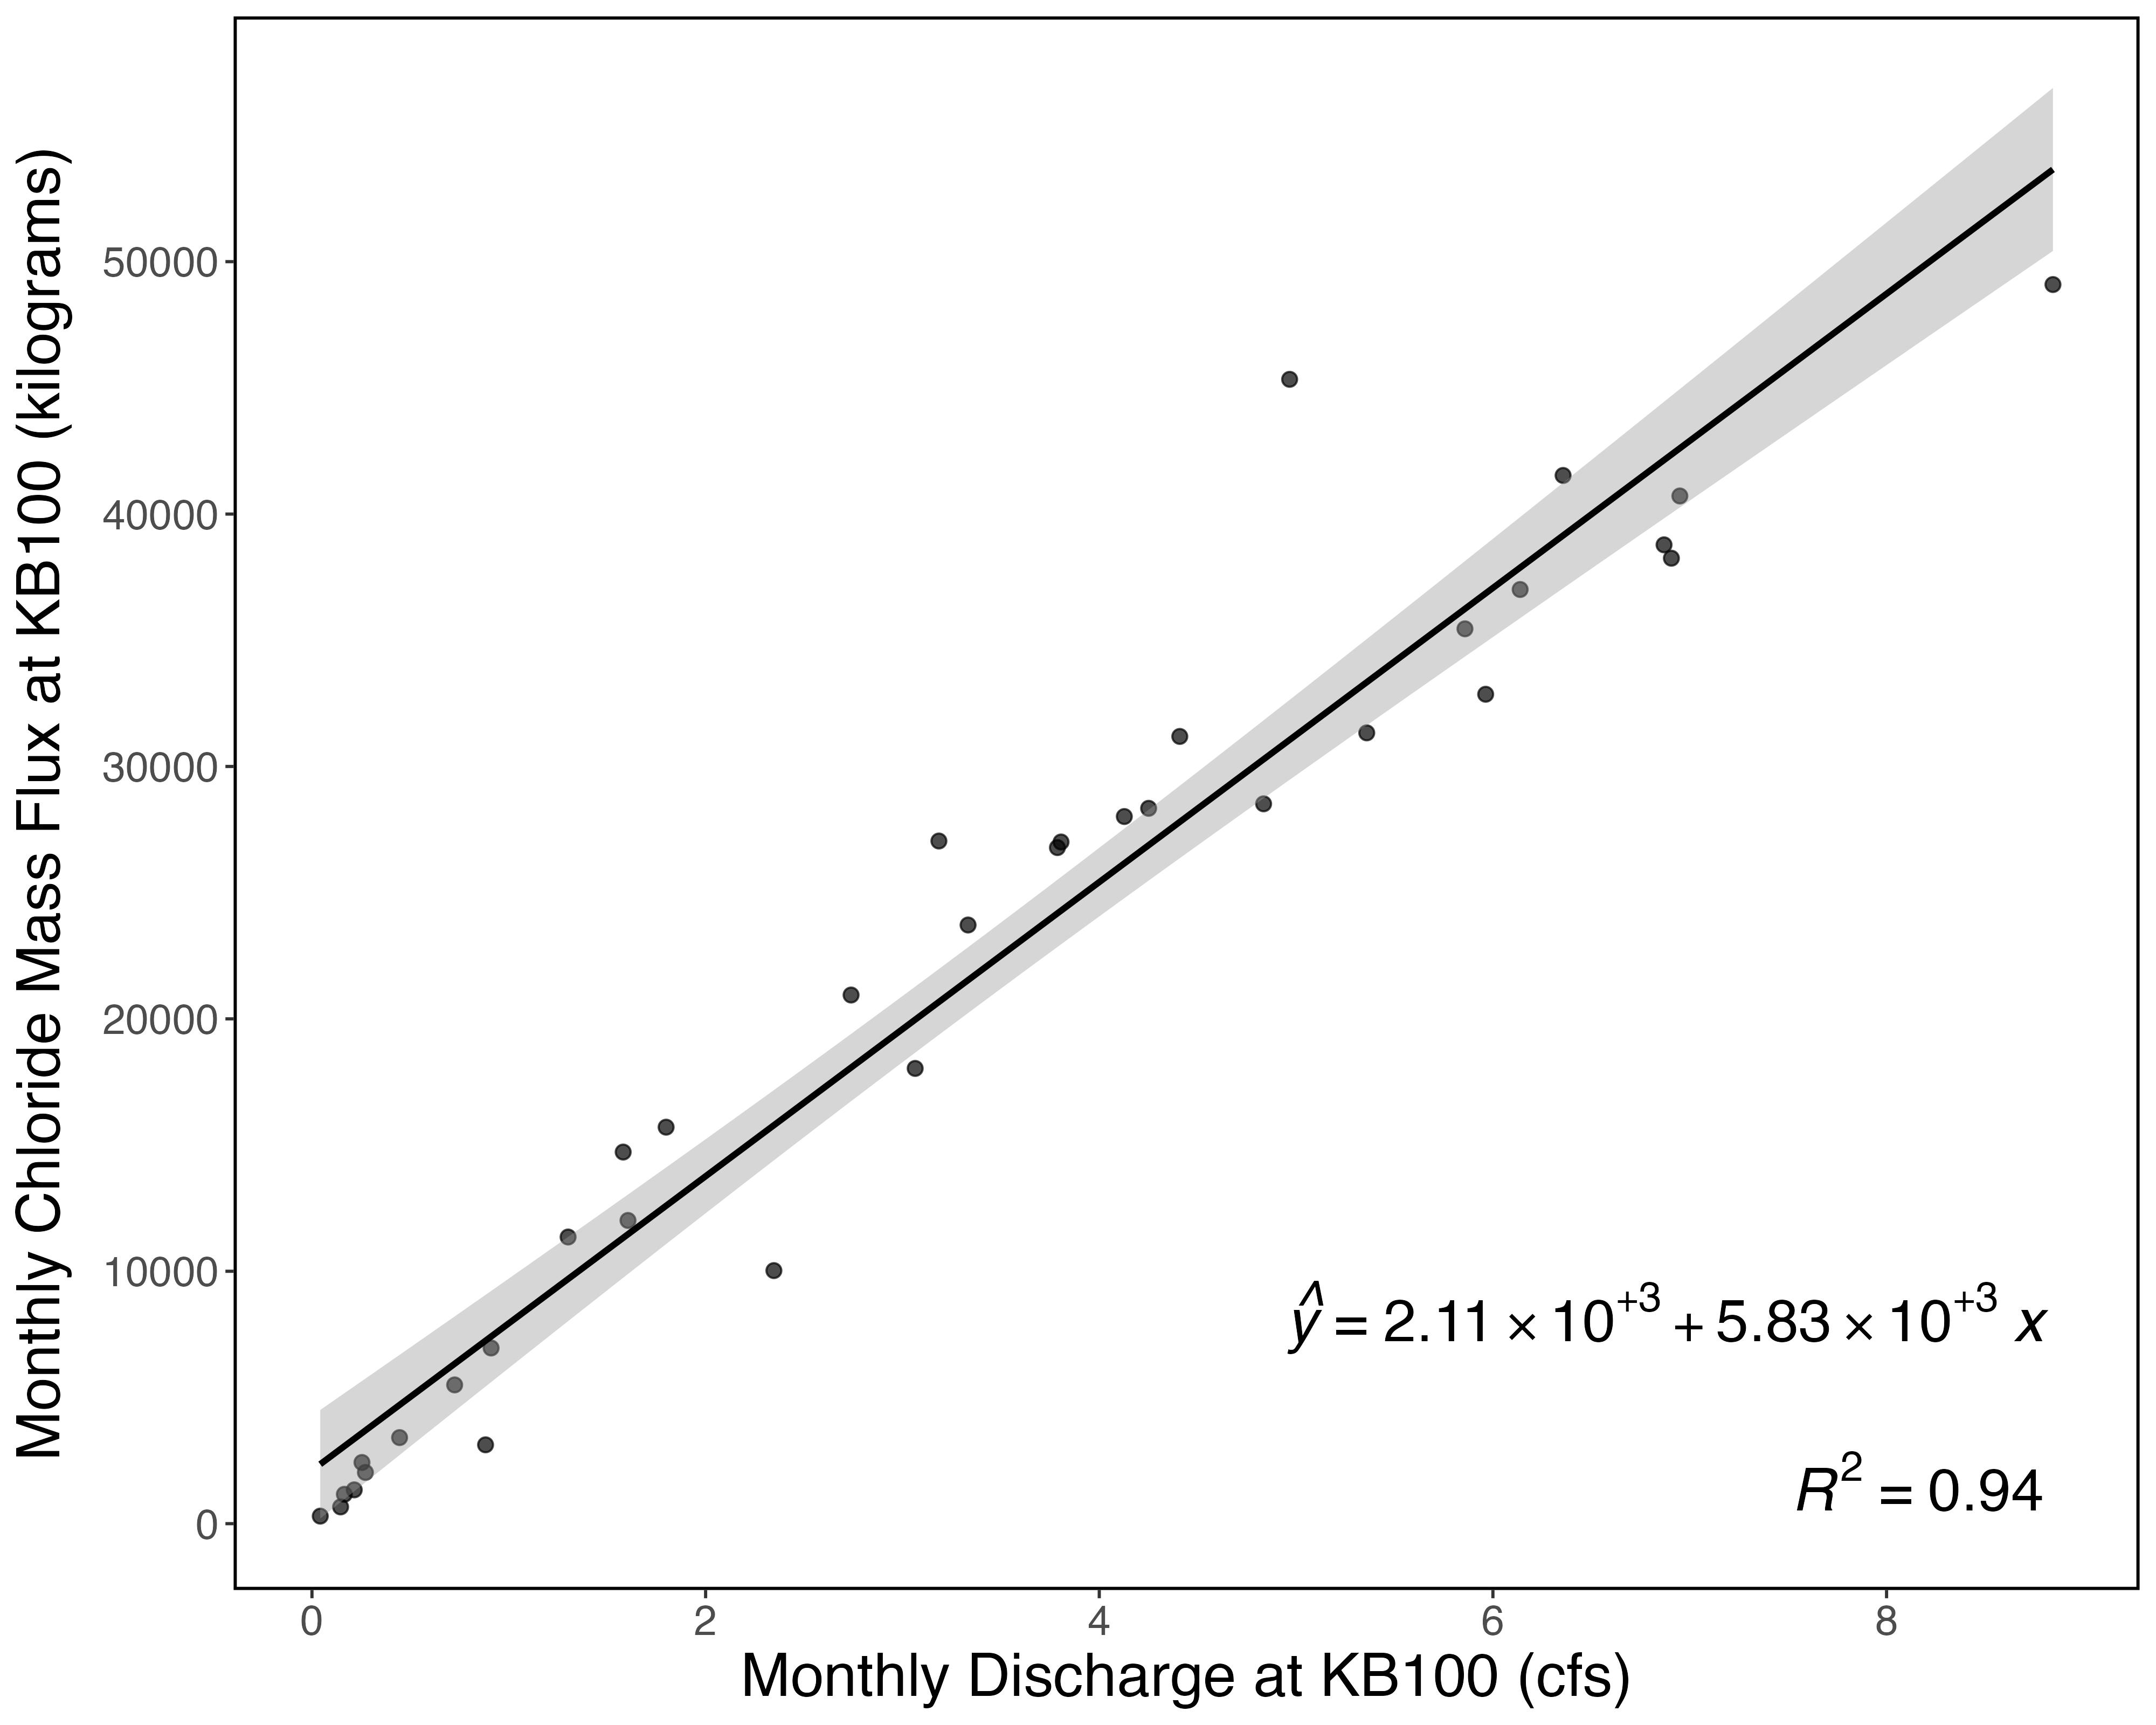 Monthly Chloride Mass Flux at KB100 (kilograms)
50000
40000
30000
20000
10000
0
ŷ = 2.11 × 10⁺³ + 5.83 × 10⁺³ x
R² = 0.94
0 2 4 6 8
Monthly Discharge at KB100 (cfs)